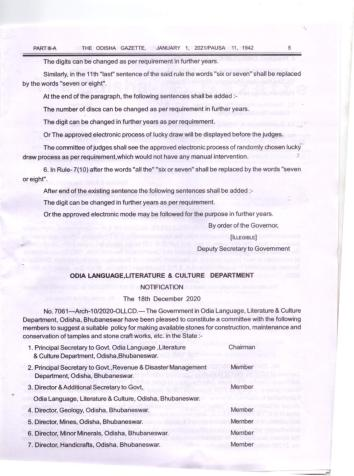 PART II-A THE ODISHA GAZETTE, JANUARY 1, 2021/PAUSA 11, 1942 5
The digits can be changed as per requirement in further years.
Similarly, in the 11th "last" sentence of the said rule the words "six or seven" shall be replaced
by the words "seven or eight".
At the end of the paragraph, the following sentences shall be added :-
The number of discs can be changed as per requirement in further years.
The digit can be changed in further years as per requirement.
Or The approved electronic process of lucky draw will be displayed before the judges.
The committee of judges shall see the approved electronic process of randomly chosen lucky
draw process as per requirement,which would not have any manual intervention.
6. In Rule- 7(10) after the words "all the" "six or seven" shall be replaced by the words "seven
or eight".
After end of the existing sentence the following sentences shall be added :-
The digit can be changed in further years as per requirement.
Or the approved electronic mode may be followed for the purpose in further years.
By order of the Governor,
[ILLEGIBLE]
Deputy Secretary to Government
ODIA LANGUAGE,LITERATURE & CULTURE DEPARTMENT
NOTIFICATION
The 18th December 2020
No. 7061—Arch-10/2020-OLL.CD.— The Government in Odia Language, Literature & Culture
Department, Odisha, Bhubaneswar have been pleased to constitute a committee with the following
members to suggest a suitable policy for making available stones for construction, maintenance and
conservation of temples and stone craft works, etc. in the State :-
1. Principal Secretary to Govt. Odia Language ,Literature Chairman
& Culture Department, Odisha,Bhubaneswar.
2. Principal Secretary to Govt.,Revenue & Disaster Management Member
Department, Odisha, Bhubaneswar.
3. Director & Additional Secretary to Govt, Member
Odia Language, Literature & Culture, Odisha, Bhubaneswar.
4. Director, Geology, Odisha, Bhubaneswar. Member
5. Director, Mines, Odisha, Bhubaneswar. Member
6. Director, Minor Minerals, Odisha, Bhubaneswar. Member
7. Director, Handicrafts, Odisha, Bhubaneswar. Member